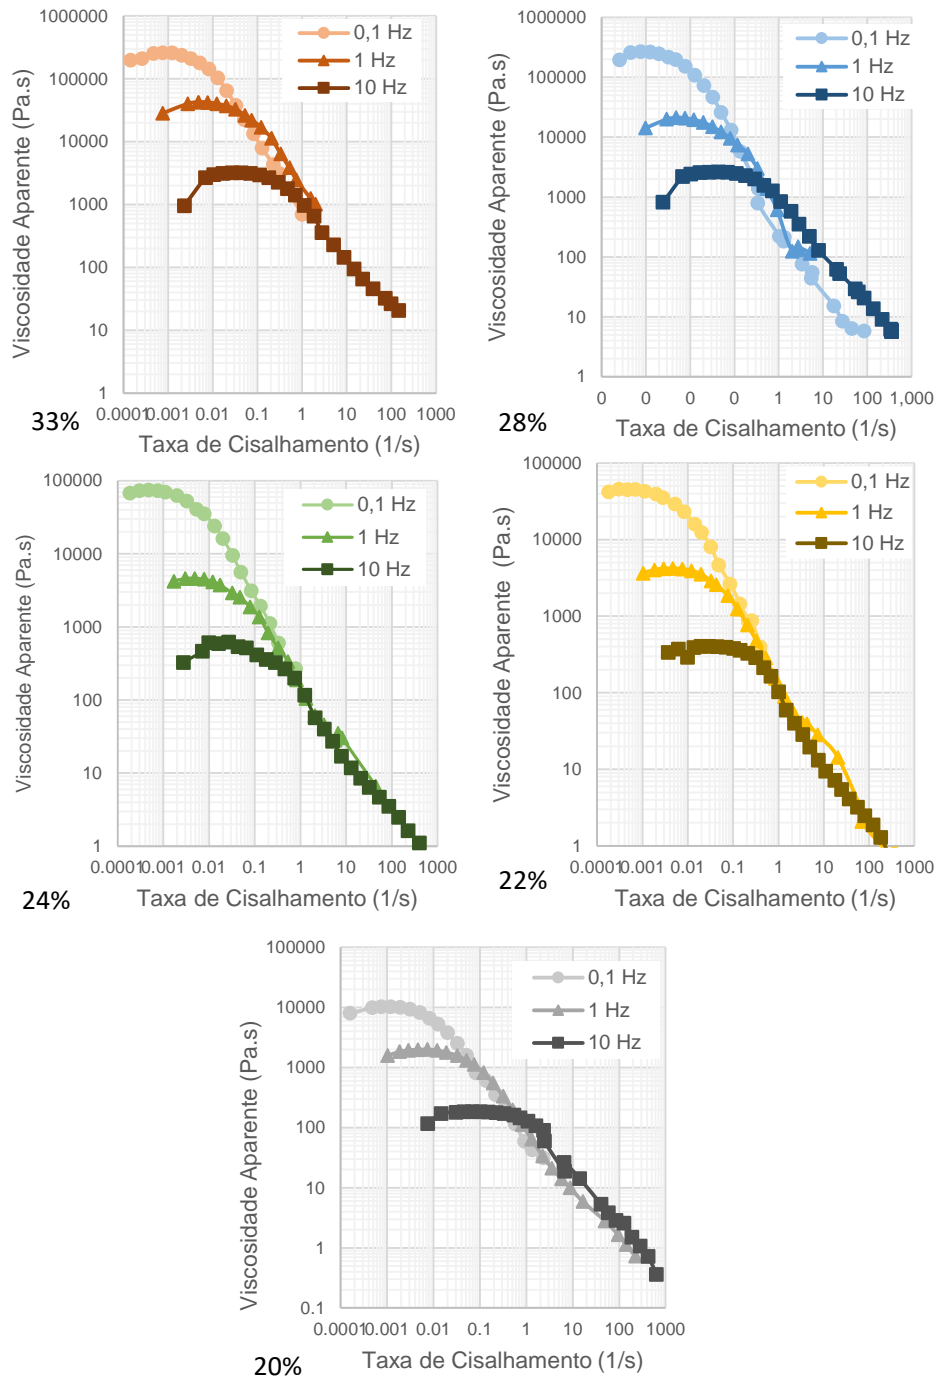 1000000
100000
10000
1000
100
10
1
Viscosidade Aparente (Pa.s)
0,1 Hz
1 Hz
10 Hz
0.0001 0.001 0.01 0.1 1 10 100 1000
Taxa de Cisalhamento (1/s)
33%
1000000
100000
10000
1000
100
10
1
Viscosidade Aparente (Pa.s)
0,1 Hz
1 Hz
10 Hz
0 0 0 0 1 10 100 1,000
Taxa de Cisalhamento (1/s)
28%
100000
10000
1000
100
10
1
Viscosidade Aparente (Pa.s)
0,1 Hz
1 Hz
10 Hz
0.0001 0.001 0.01 0.1 1 10 100 1000
Taxa de Cisalhamento (1/s)
24%
100000
10000
1000
100
10
1
Viscosidade Aparente (Pa.s)
0,1 Hz
1 Hz
10 Hz
0.0001 0.001 0.01 0.1 1 10 100 1000
Taxa de Cisalhamento (1/s)
22%
100000
10000
1000
100
10
1
0.1
Viscosidade Aparente (Pa.s)
0,1 Hz
1 Hz
10 Hz
0.0001 0.001 0.01 0.1 1 10 100 1000
Taxa de Cisalhamento (1/s)
20%